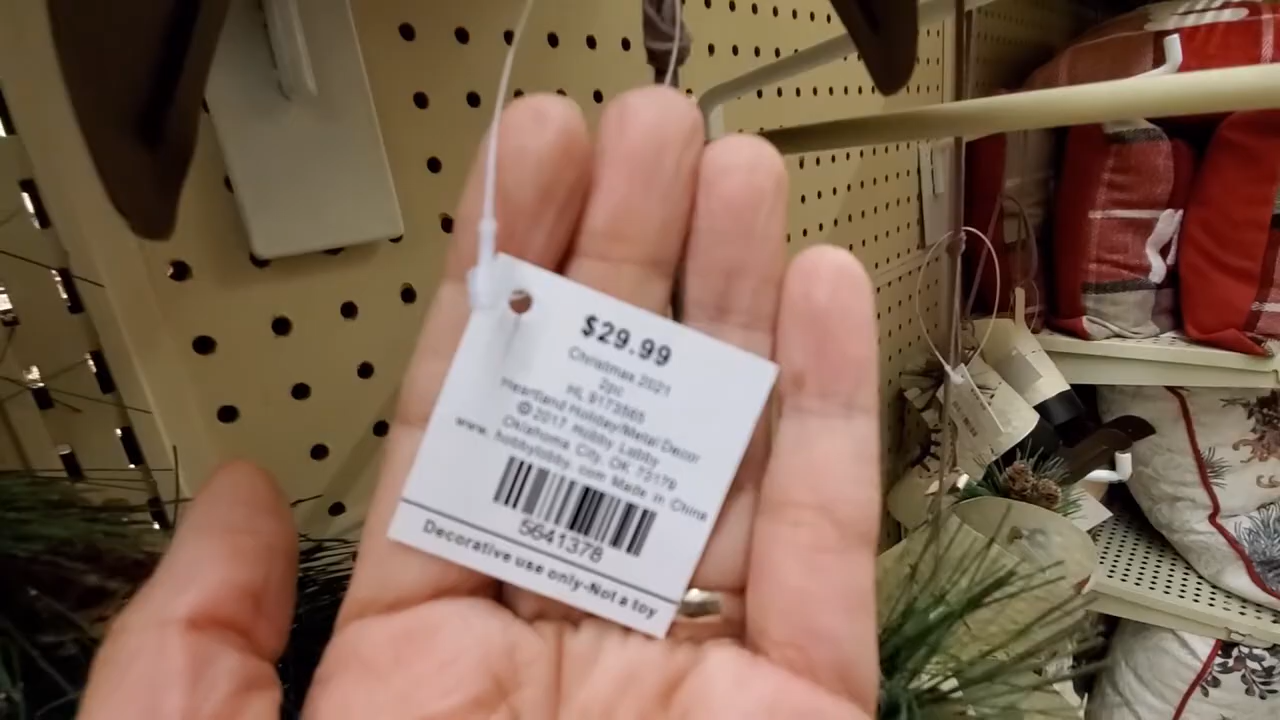 $29.99
Christmas 2021
2pc
HL 9173565
Heartland Holiday/Metal Decor
©2017 Hobby Lobby
Oklahoma City, OK 73179
www.hobbylobby.com Made in China
5641378
Decorative use only-Not a toy